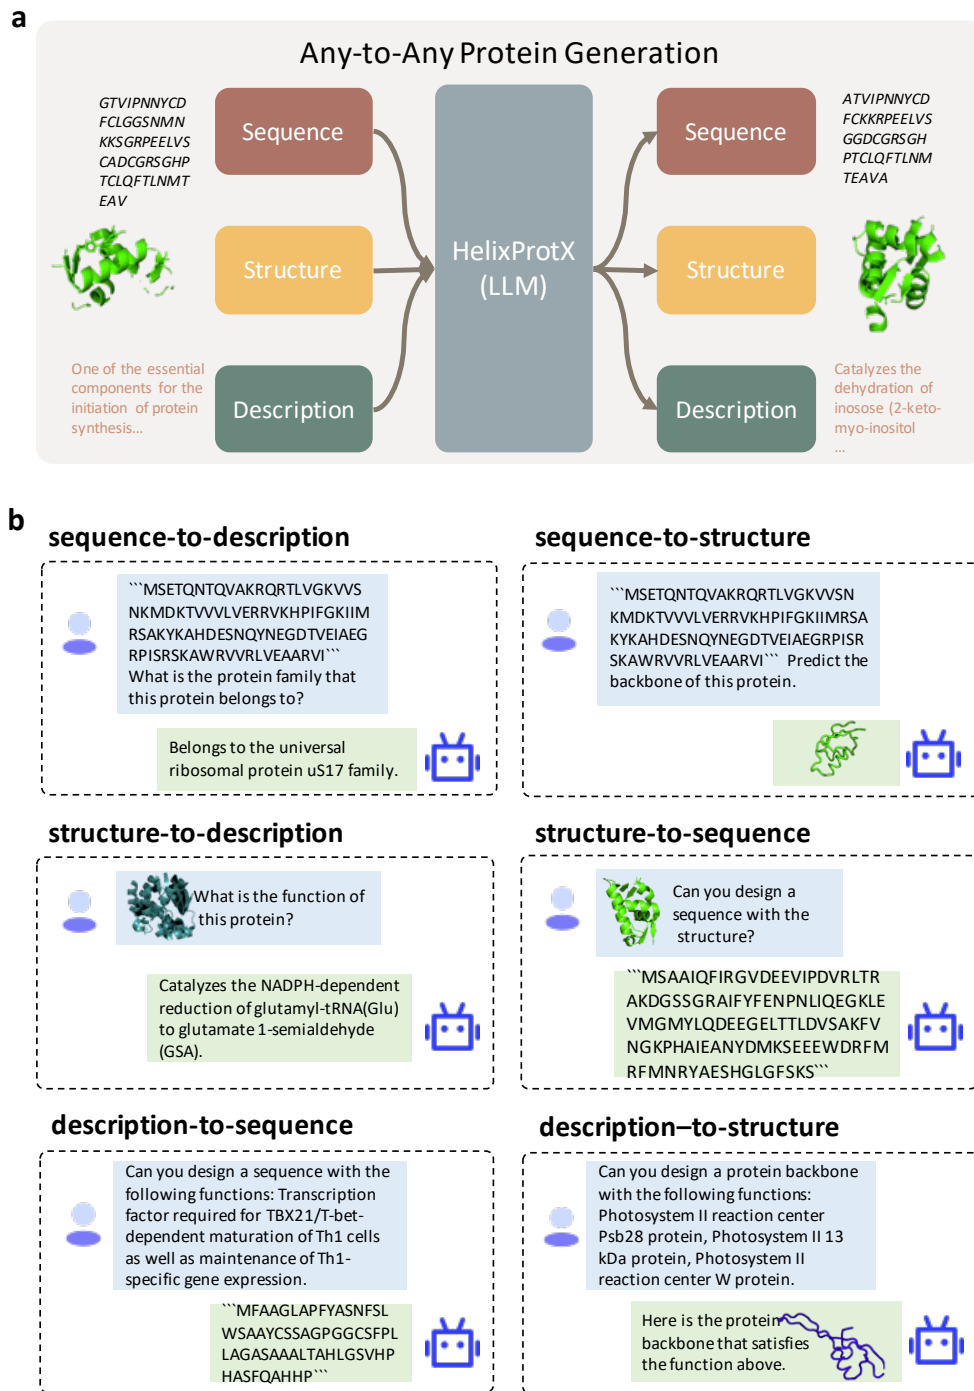 a
Any-to-Any Protein Generation
GTVIPNNYCD
FCLGGSNMN
KKSGRPEELVS
CADCGRSGHP
TCLQFTLNMT
EAV
Sequence
Structure
Description
One of the essential
components for the
initiation of protein
synthesis...
HelixProtX
(LLM)
Sequence
Structure
Description
ATVIPNNYCD
FCKKRPEELVS
GGDCGRSGH
PTCLQFTLNM
TEAVA
Catalyzes the
dehydration of
inosose (2-keto-
myo-inositol
...
b
sequence-to-description
```MSETQNTQVAKRQRTLVGKVVS
NKMDKTVVVLVERRVKHPIFGKIIM
RSAKYKAHDESNQYNEGDTVEIAEG
RPISRSKAWRVVRLVEAARVI```
What is the protein family that
this protein belongs to?
Belongs to the universal
ribosomal protein uS17 family.
sequence-to-structure
```MSETQNTQVAKRQRTLVGKVVSN
KMDKTVVVLVERRVKHPIFGKIIMRSA
KYKAHDESNQYNEGDTVEIAEGRPISR
SKAWRVVRLVEAARVI``` Predict the
backbone of this protein.
structure-to-description
What is the function of
this protein?
Catalyzes the NADPH-dependent
reduction of glutamyl-tRNA(Glu)
to glutamate 1-semialdehyde
(GSA).
structure-to-sequence
Can you design a
sequence with the
structure?
```MSAAIQFIRGVDEEVIPDVRLTR
AKDGSSGRAIFYFENPNLIQEGKLE
VMGMYLQDEEGELTTLDVSAKFV
NGKPHAIEANYDMKSEEEWDRFM
RFMNRYAESHGLGFSKS```
description-to-sequence
Can you design a sequence with the
following functions: Transcription
factor required for TBX21/T-bet-
dependent maturation of Th1 cells
as well as maintenance of Th1-
specific gene expression.
```MFAAGLAPFYASNFSL
WSAAYCSSAGPGGCSFPL
LAGASAAALTAHLGSVHP
HASFQAHHP```
description–to-structure
Can you design a protein backbone
with the following functions:
Photosystem II reaction center
Psb28 protein, Photosystem II 13
kDa protein, Photosystem II
reaction center W protein.
Here is the protein
backbone that satisfies
the function above.